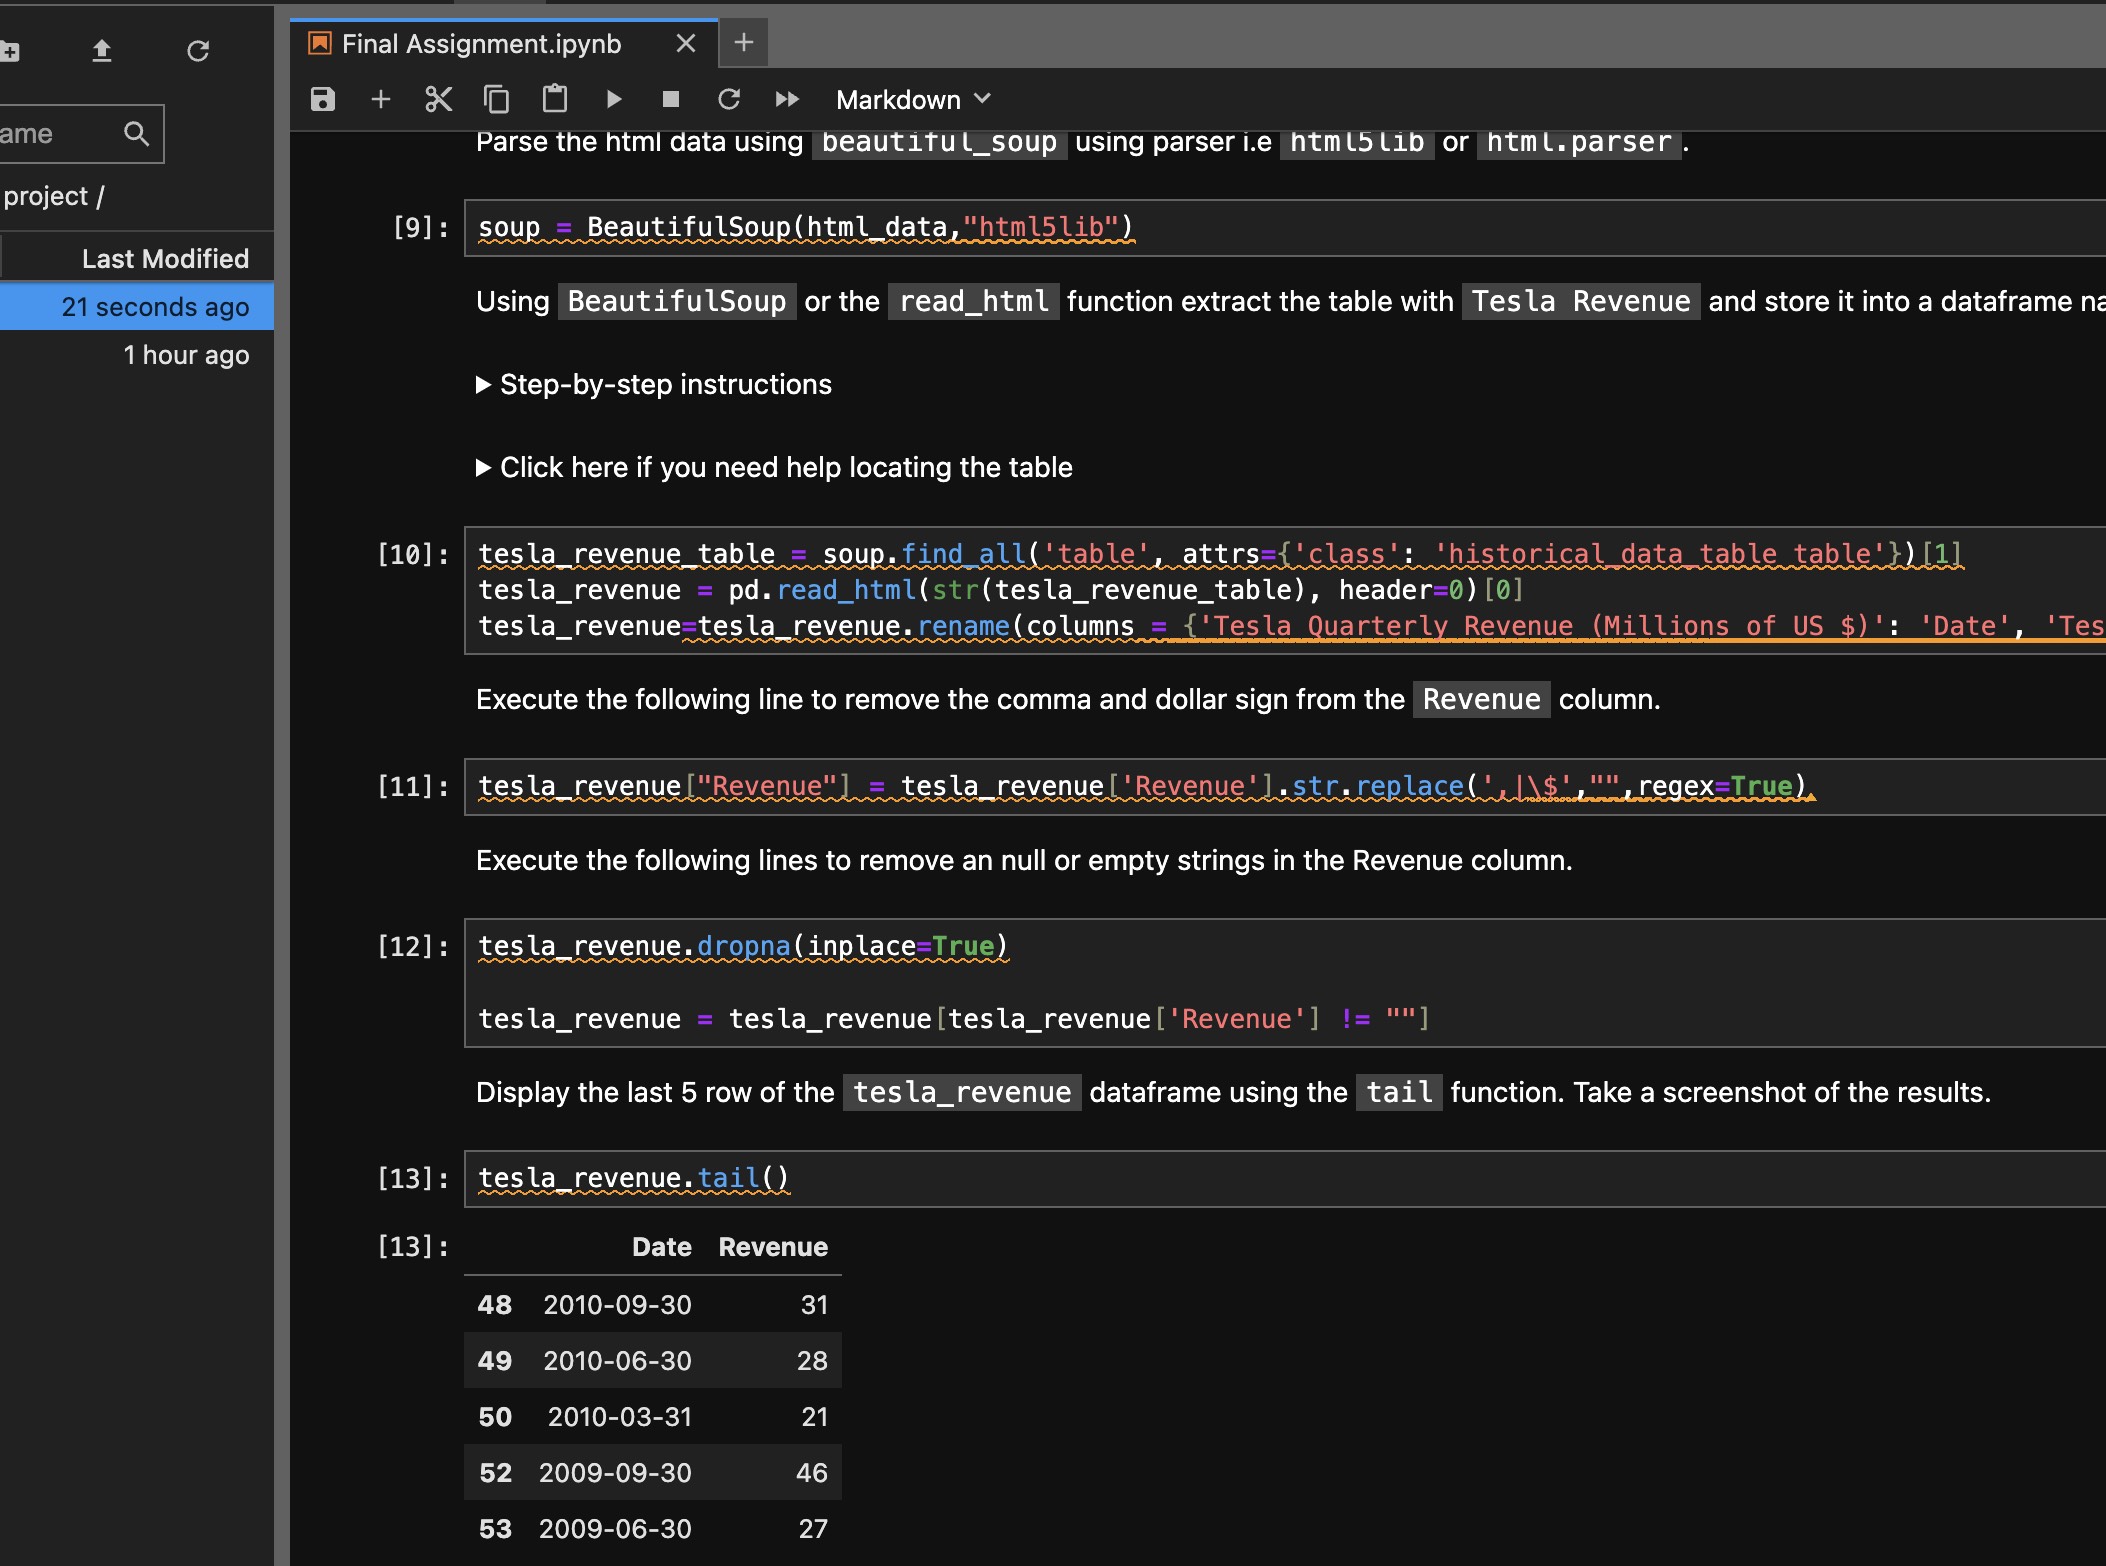 Final Assignment.ipynb
Markdown
ame
project /
Last Modified
21 seconds ago
1 hour ago
Parse the html data using beautiful_soup using parser i.e html5lib or html.parser.
[9]: soup = BeautifulSoup(html_data,"html5lib")
Using BeautifulSoup or the read_html function extract the table with Tesla Revenue and store it into a dataframe na
Step-by-step instructions
Click here if you need help locating the table
[10]: tesla_revenue_table = soup.find_all('table', attrs={'class': 'historical_data_table table'})[1]
tesla_revenue = pd.read_html(str(tesla_revenue_table), header=0)[0]
tesla_revenue=tesla_revenue.rename(columns = {'Tesla Quarterly Revenue (Millions of US $)': 'Date', 'Tes
Execute the following line to remove the comma and dollar sign from the Revenue column.
[11]: tesla_revenue["Revenue"] = tesla_revenue['Revenue'].str.replace(',|\$',"",regex=True)
Execute the following lines to remove an null or empty strings in the Revenue column.
[12]: tesla_revenue.dropna(inplace=True)
tesla_revenue = tesla_revenue[tesla_revenue['Revenue'] != ""]
Display the last 5 row of the tesla_revenue dataframe using the tail function. Take a screenshot of the results.
[13]: tesla_revenue.tail()
[13]: Date Revenue
48 2010-09-30 31
49 2010-06-30 28
50 2010-03-31 21
52 2009-09-30 46
53 2009-06-30 27